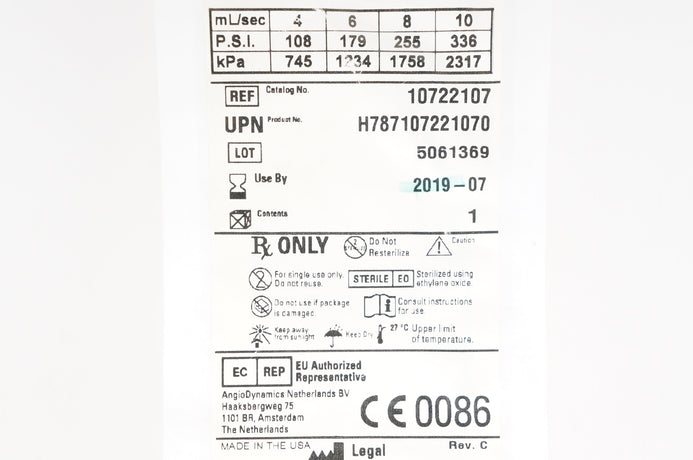 mL/sec 4 6 8 10
P.S.I. 108 179 255 336
kPa 745 1234 1758 2317
REF Catalog No. 10722107
UPN Product No. H787107221070
LOT 5061369
Use By 2019-07
Contents 1
Rx ONLY
Do Not
Resterilize
Caution
For single use only.
Do not reuse.
STERILE EO
Sterilized using
ethylene oxide.
Do not use if package
is damaged.
Consult instructions
for use
Keep away
from sunlight
Keep Dry
27 °C Upper limit
of temperature.
EC REP
EU Authorized
Representative
AngioDynamics Netherlands BV
Haaksbergweg 75
1101 BR, Amsterdam
The Netherlands
CE 0086
MADE IN THE USA
Legal
Rev. C